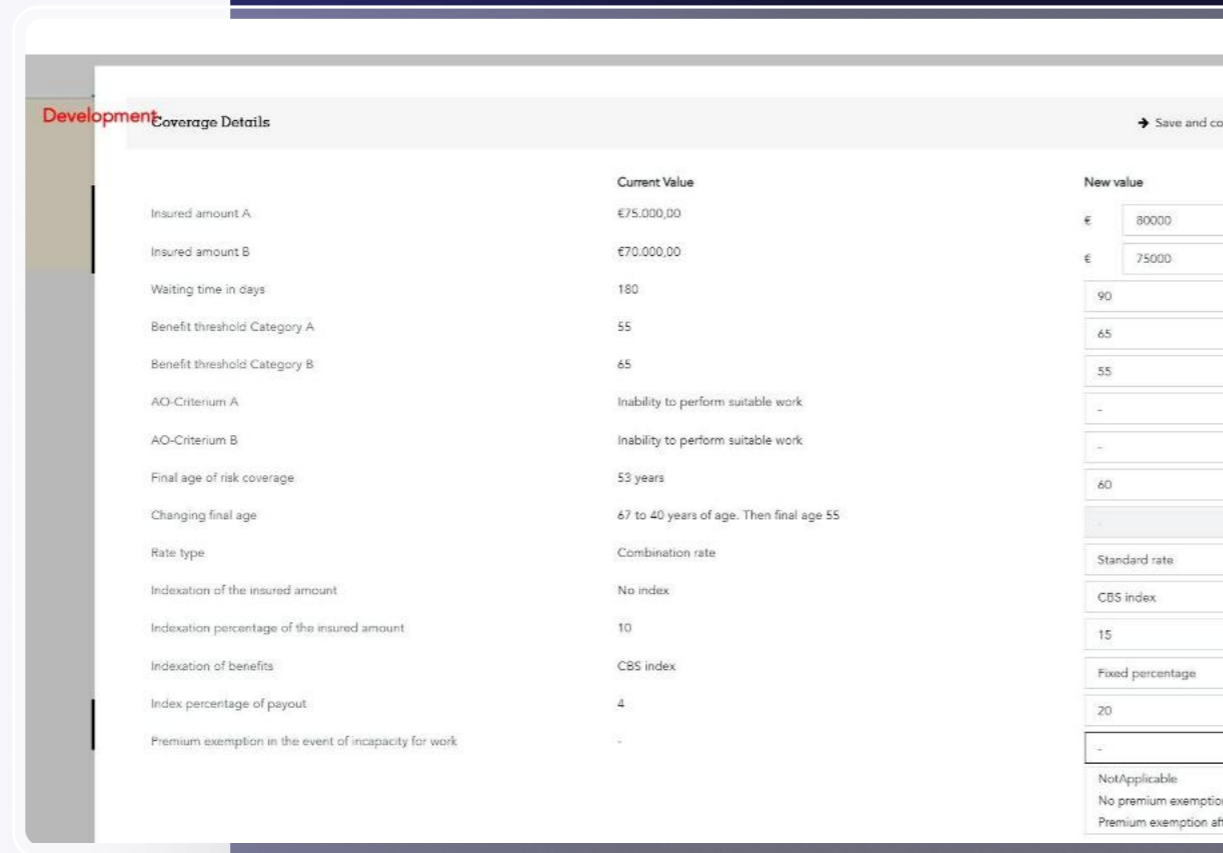 Development
Coverage Details
→ Save and co
Current Value New value
Insured amount A €75.000,00 € 80000
Insured amount B €70.000,00 € 75000
Waiting time in days 180 90
Benefit threshold Category A 55 65
Benefit threshold Category B 65 55
AO-Criterium A Inability to perform suitable work -
AO-Criterium B Inability to perform suitable work -
Final age of risk coverage 53 years 60
Changing final age 67 to 40 years of age. Then final age 55 -
Rate type Combination rate Standard rate
Indexation of the insured amount No index CBS index
Indexation percentage of the insured amount 10 15
Indexation of benefits CBS index Fixed percentage
Index percentage of payout 4 20
Premium exemption in the event of incapacity for work - -
NotApplicable
No premium exemption
Premium exemption aft